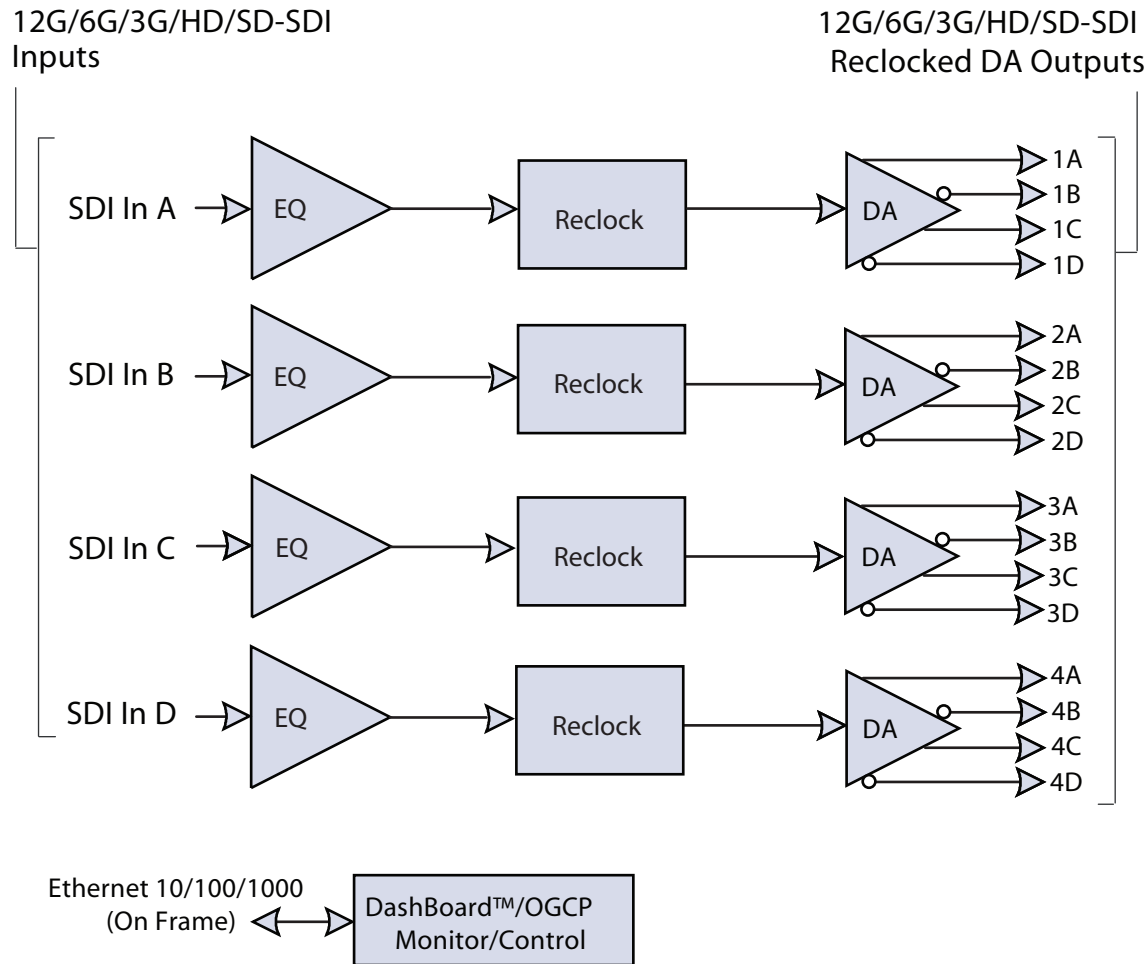 12G/6G/3G/HD/SD-SDI
Inputs
12G/6G/3G/HD/SD-SDI
Reclocked DA Outputs
SDI In A
EQ
Reclock
DA
1A
1B
1C
1D
SDI In B
EQ
Reclock
DA
2A
2B
2C
2D
SDI In C
EQ
Reclock
DA
3A
3B
3C
3D
SDI In D
EQ
Reclock
DA
4A
4B
4C
4D
Ethernet 10/100/1000
(On Frame)
DashBoard™/OGCP
Monitor/Control